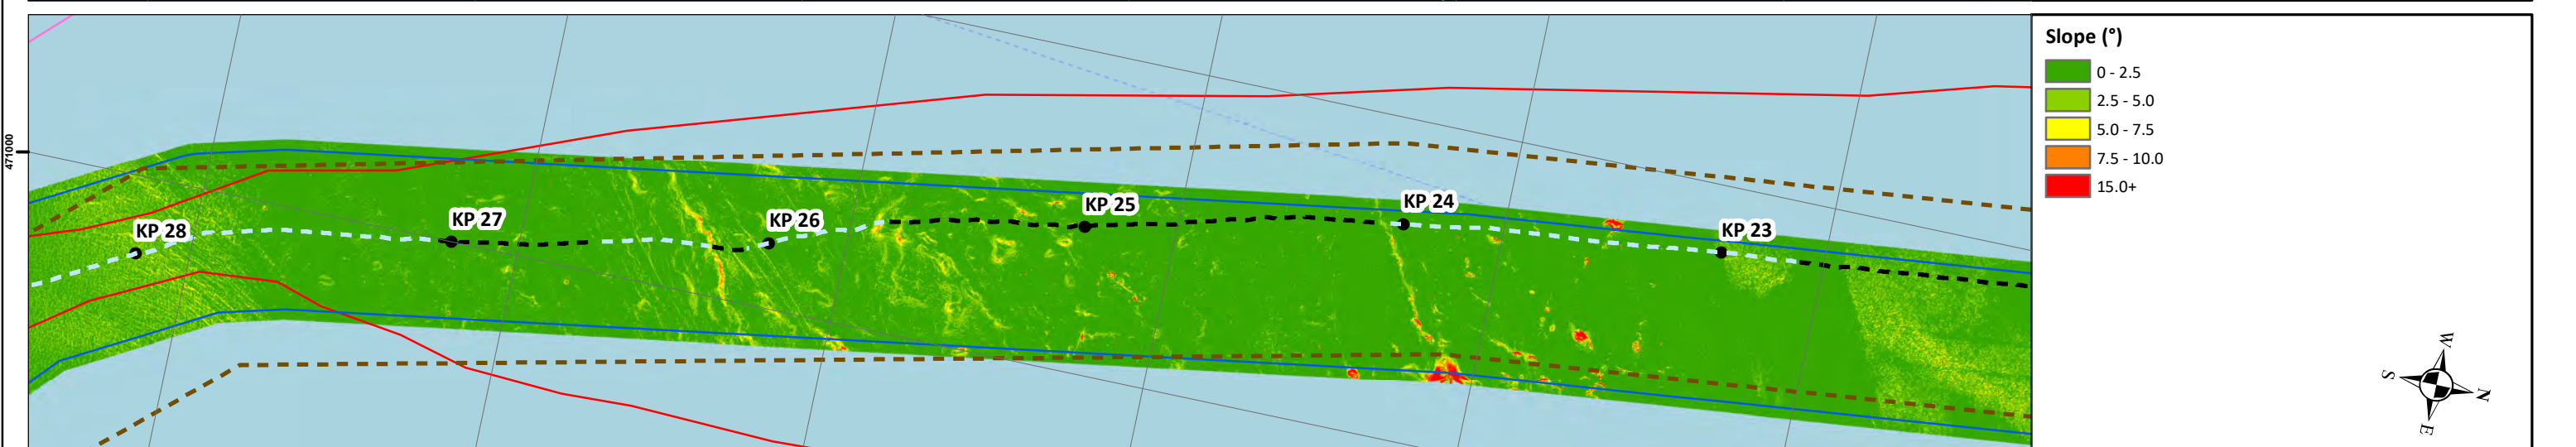 471000
KP 28
KP 27
KP 26
KP 25
KP 24
KP 23
Slope (°)
0 - 2.5
2.5 - 5.0
5.0 - 7.5
7.5 - 10.0
15.0+
W
S
N
E